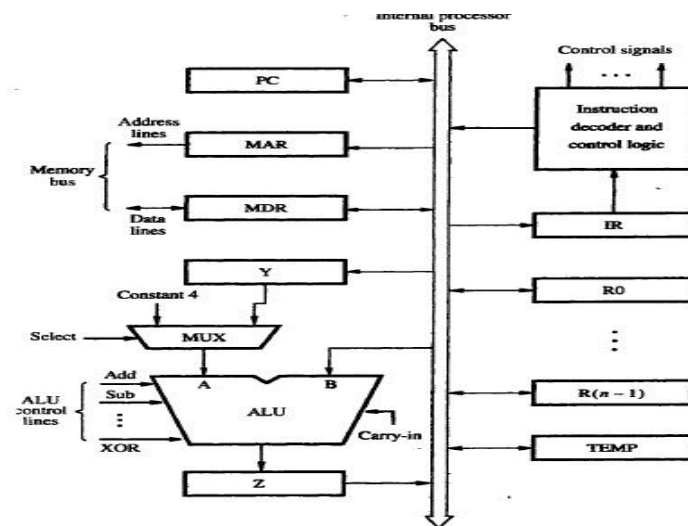 Internal processor
bus
Control signals
...
PC
Instruction
decoder and
control logic
Address
lines
MAR
Memory
bus
MDR
Data
lines
IR
Y
Constant 4
R0
Select
MUX
Add
A
B
Sub
ALU
control
lines
ALU
R(n − 1)
XOR
Carry-in
TEMP
Z